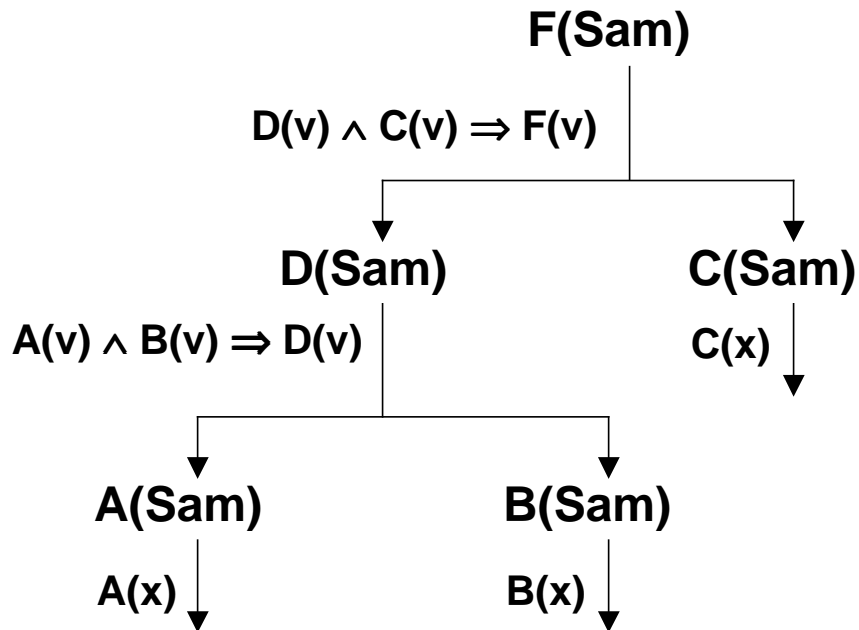 F(Sam)
D(v) ∧ C(v) ⇒ F(v)
D(Sam) C(Sam)
A(v) ∧ B(v) ⇒ D(v) C(x)
A(Sam) B(Sam)
A(x) B(x)